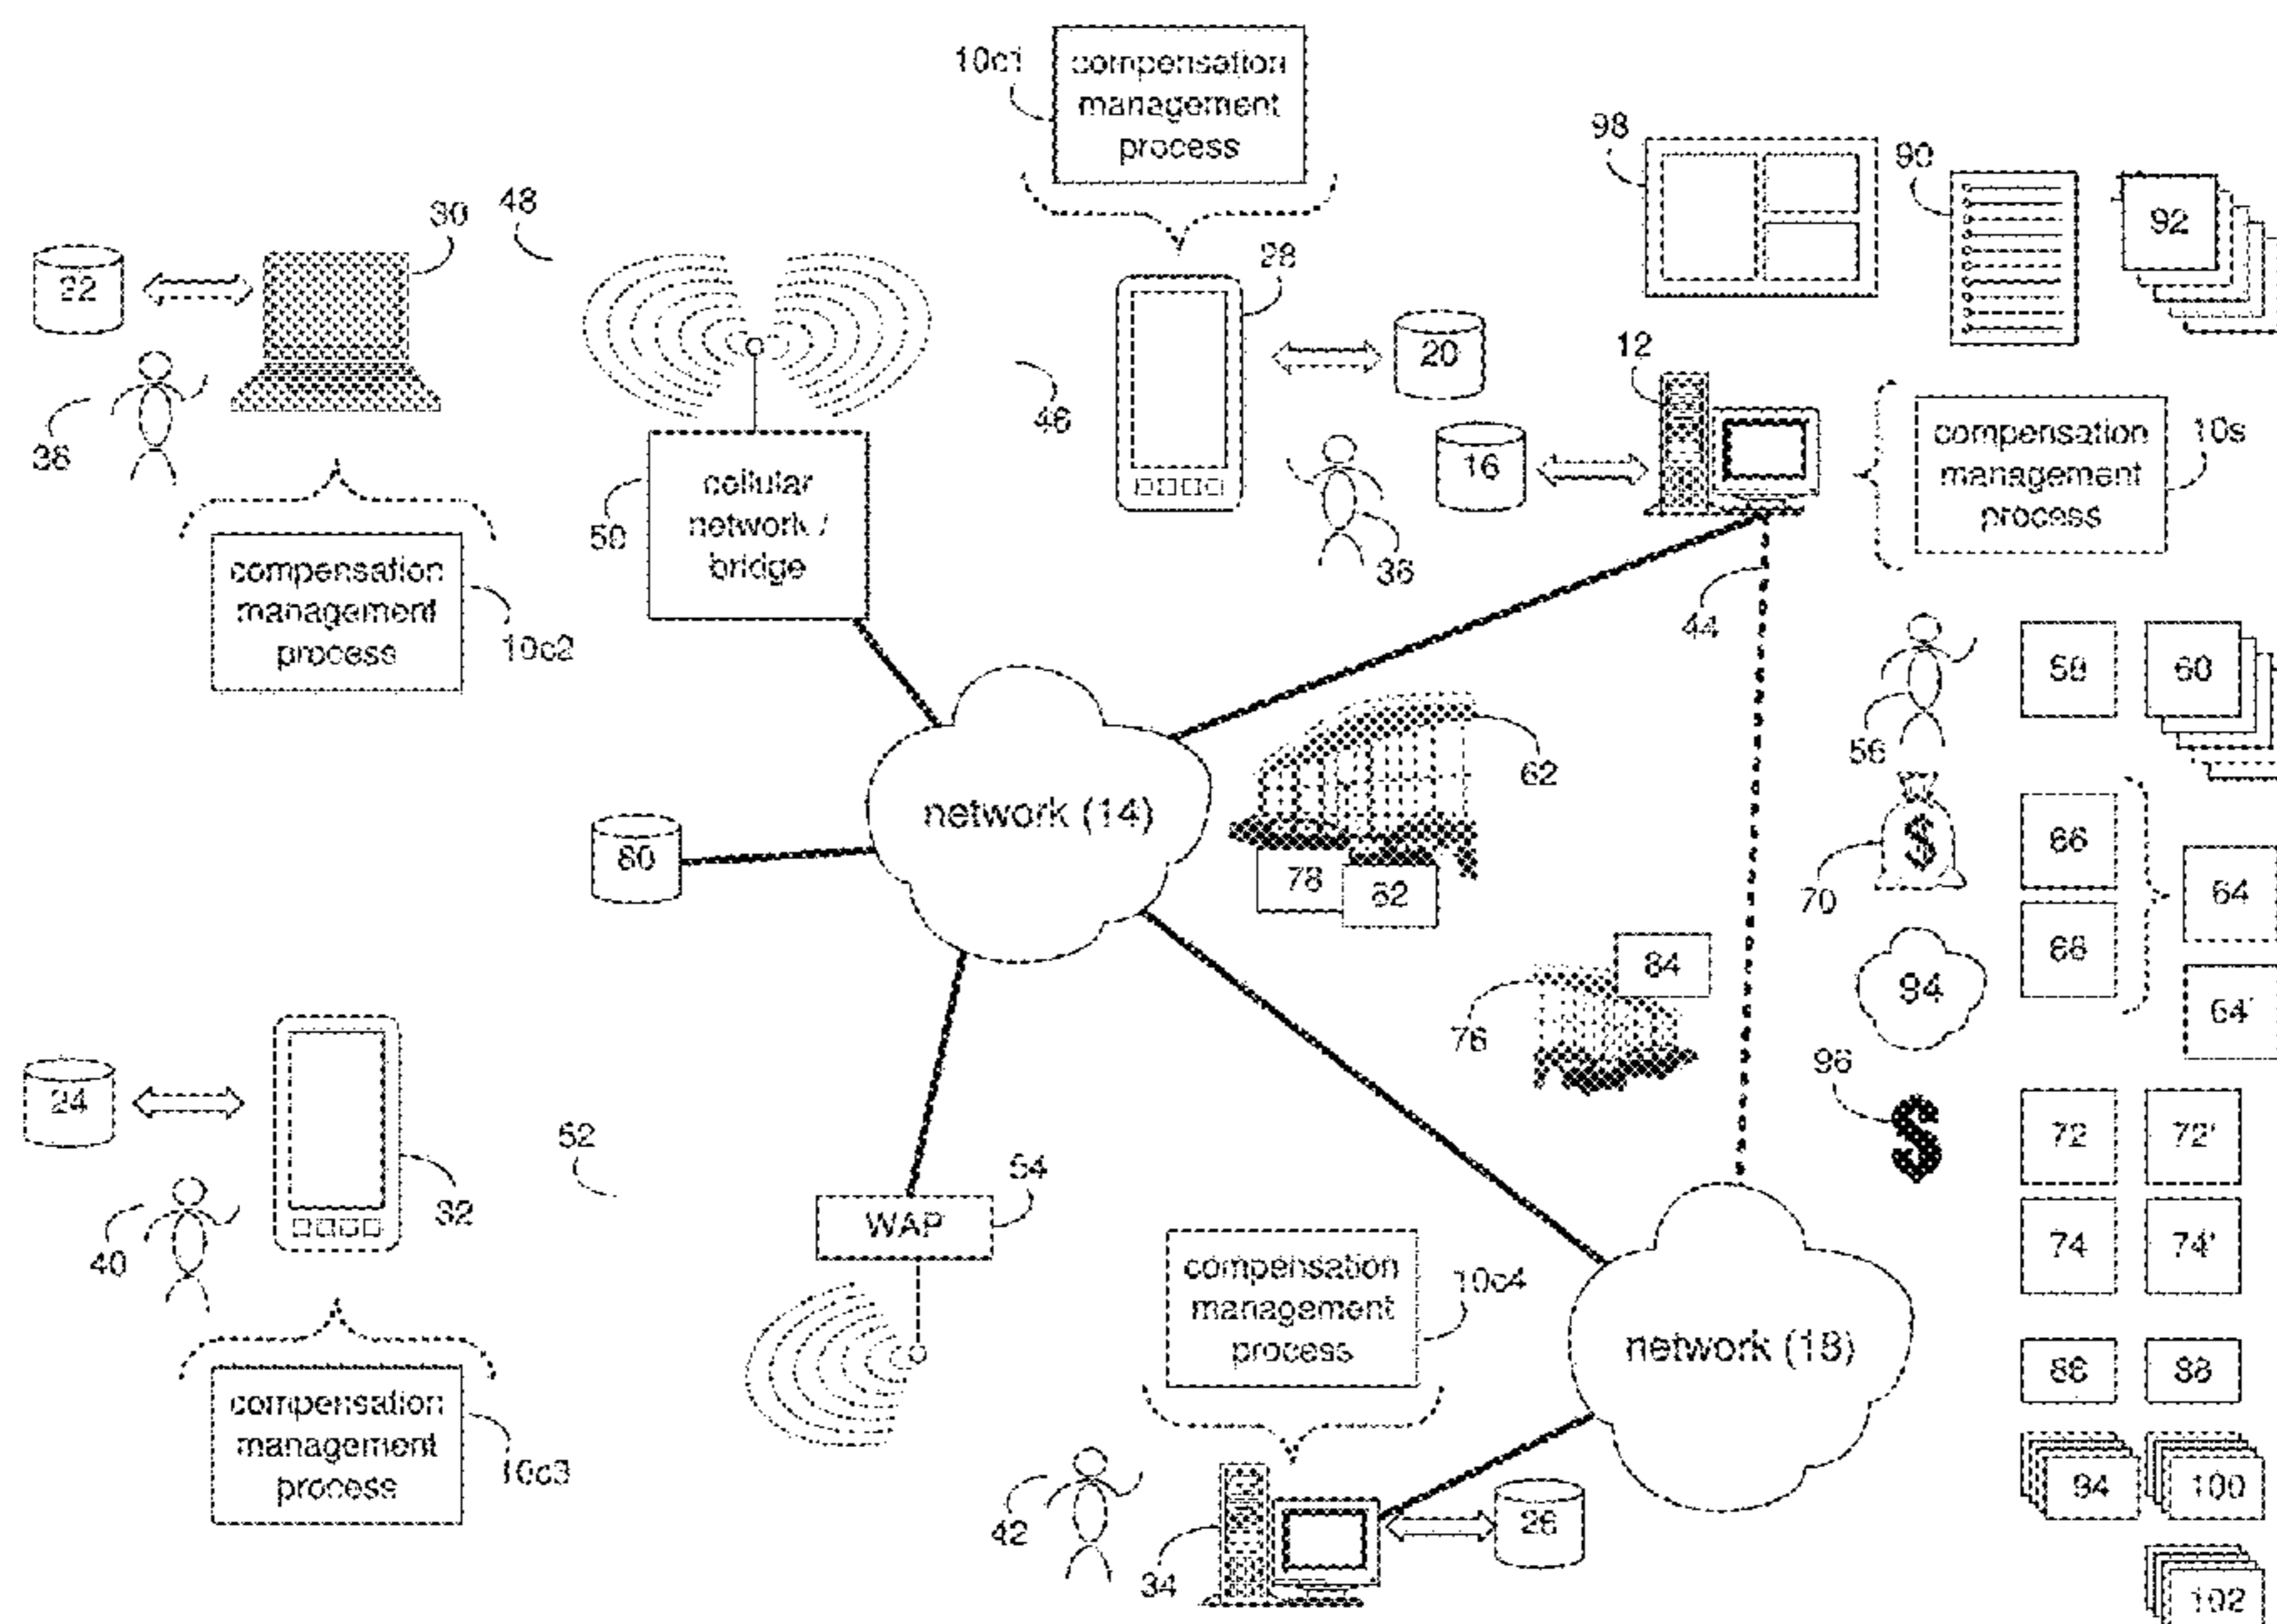 10c1
compensation
management
process
98
90
92
30
48
22
28
12
20
46
16
38
50
cellular
network /
bridge
36
44
compensation
management
process
10s
compensation
management
process
10c2
58
60
56
62
network (14)
80
78
82
66
64
70
68
84
94
64'
76
24
96
72
72'
52
54
32
WAP
40
74
74'
compensation
management
process
10c4
network (18)
compensation
management
process
10c3
86
88
94
100
42
26
34
102